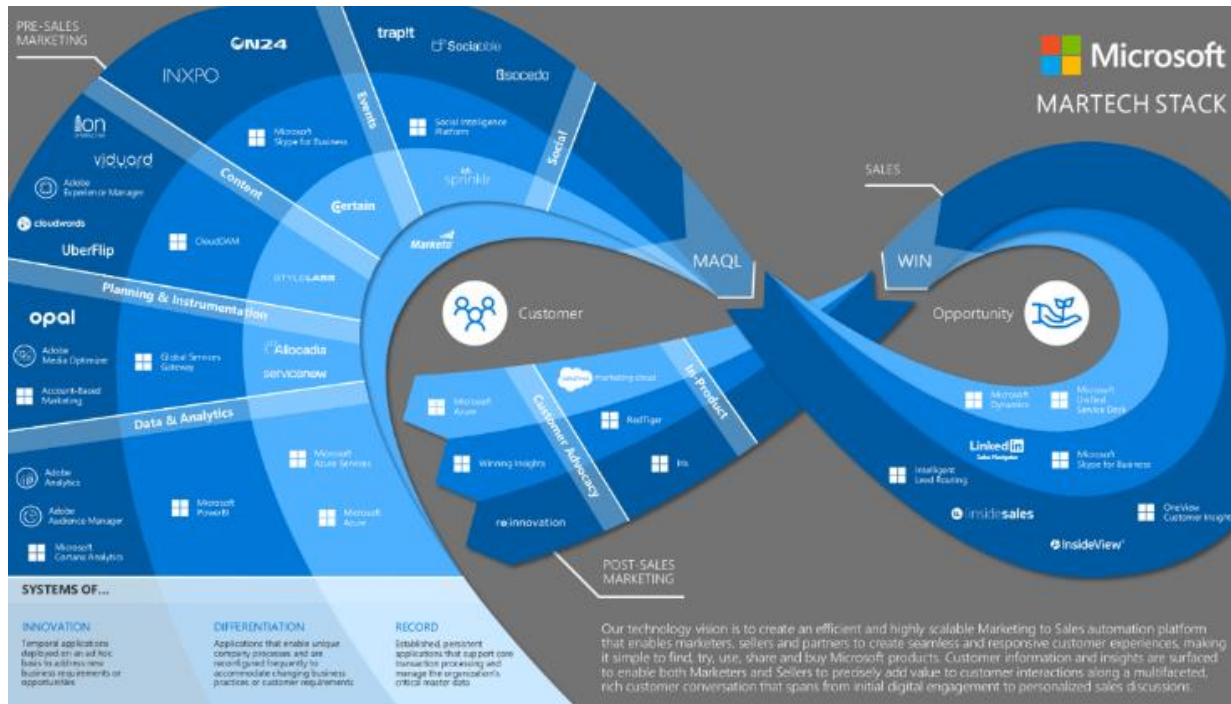 PRE-SALES
MARKETING
ON24
INXPO
trap!t
Sociabble
socedo
Microsoft
MARTECH STACK
Events
Social
Content
ion
vidyard
Adobe
Experience Manager
cloudwords
UberFlip
Microsoft
Skype for Business
Social Intelligence
Platform
sprinklr
Certain
Marketo
CloudDAM
STYLELABS
SALES
MAQL
WIN
Planning & Instrumentation
opal
Adobe
Media Optimizer
Account-Based
Marketing
Global Services
Gateway
Allocadia
servicenow
Customer
Opportunity
Data & Analytics
Adobe
Analytics
Adobe
Audience Manager
Microsoft
Cortana Analytics
Microsoft
PowerBI
Microsoft
Azure Services
Microsoft
Azure
marketing cloud
In-Product
Customer Advocacy
Microsoft
Azure
RedTiger
Winning Insights
Iris
re:innovation
POST-SALES
MARKETING
Microsoft
Dynamics
Microsoft
Unified
Service Desk
Linked in
Sales Navigator
Microsoft
Skype for Business
Intelligent
Lead Routing
insidesales
OneView
Customer Insight
InsideView
SYSTEMS OF...
INNOVATION
Temporal applications
deployed on an ad hoc
basis to address new
business requirements or
opportunities
DIFFERENTIATION
Applications that enable unique
company processes and are
reconfigured frequently to
accommodate changing business
practices or customer requirements
RECORD
Established, persistent
applications that support core
transaction processing and
manage the organization's
critical master data
Our technology vision is to create an efficient and highly scalable Marketing to Sales automation platform
that enables marketers, sellers and partners to create seamless and responsive customer experiences, making
it simple to find, try, use, share and buy Microsoft products. Customer information and insights are surfaced
to enable both Marketers and Sellers to precisely add value to customer interactions along a multifaceted,
rich customer conversation that spans from initial digital engagement to personalized sales discussions.